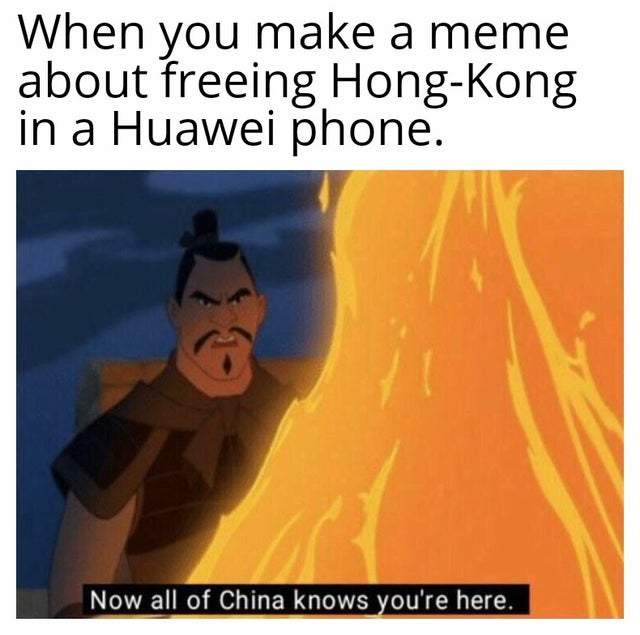 When you make a meme
about freeing Hong-Kong
in a Huawei phone.
Now all of China knows you're here.